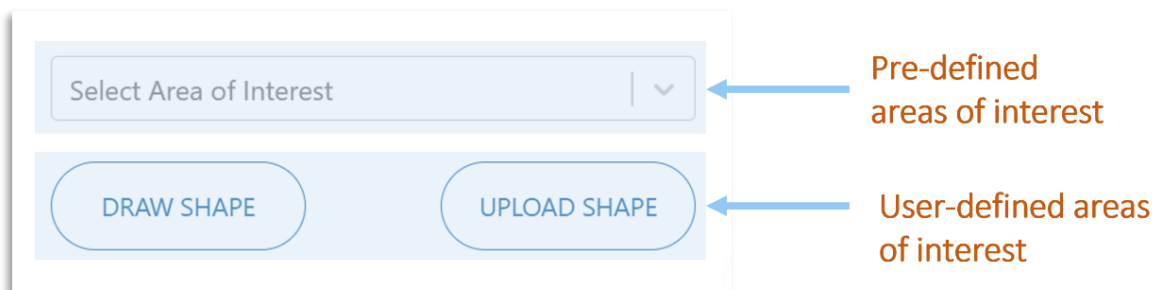 Select Area of Interest
Pre-defined
areas of interest
DRAW SHAPE
UPLOAD SHAPE
User-defined areas
of interest